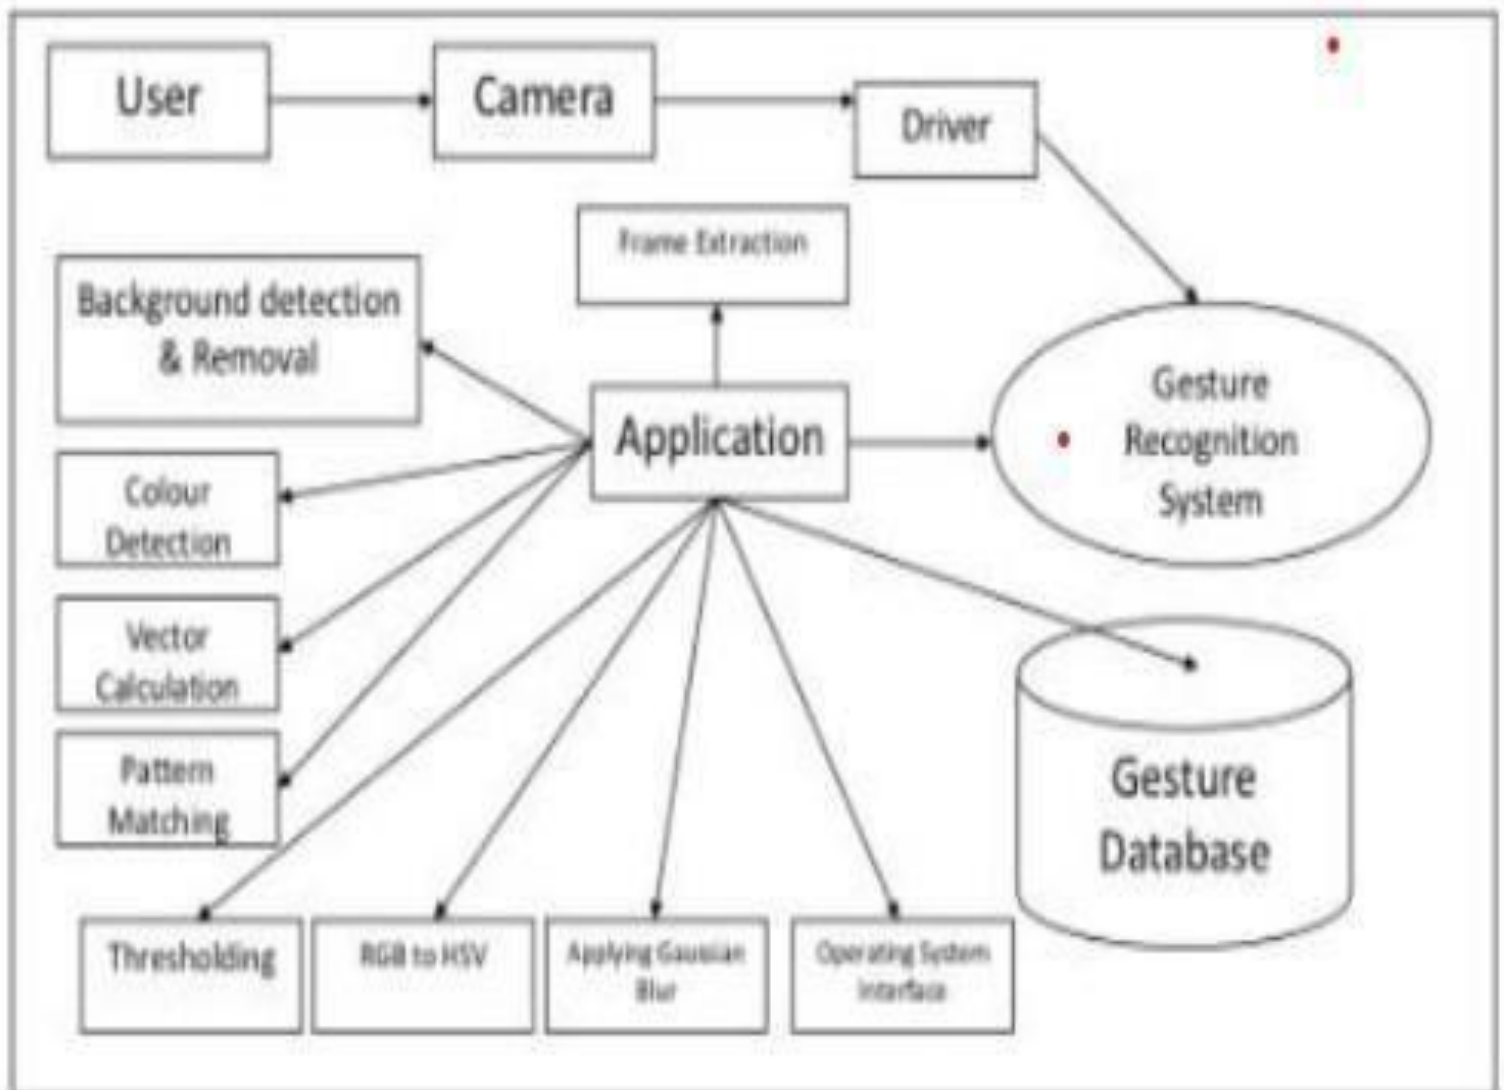 User
Camera
Driver
Frame Extraction
Background detection
& Removal
Application
Gesture
Recognition
System
Colour
Detection
Vector
Calculation
Pattern
Matching
Gesture
Database
Thresholding
RGB to HSV
Applying Gaussian
Blur
Operating System
Interface